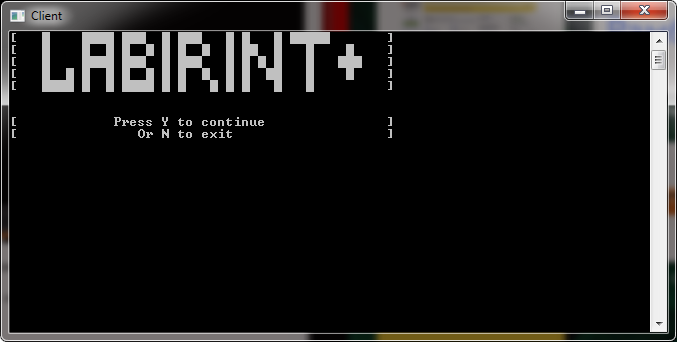 Client
LABIRINT+
[ Press Y to continue ]
[ Or N to exit ]